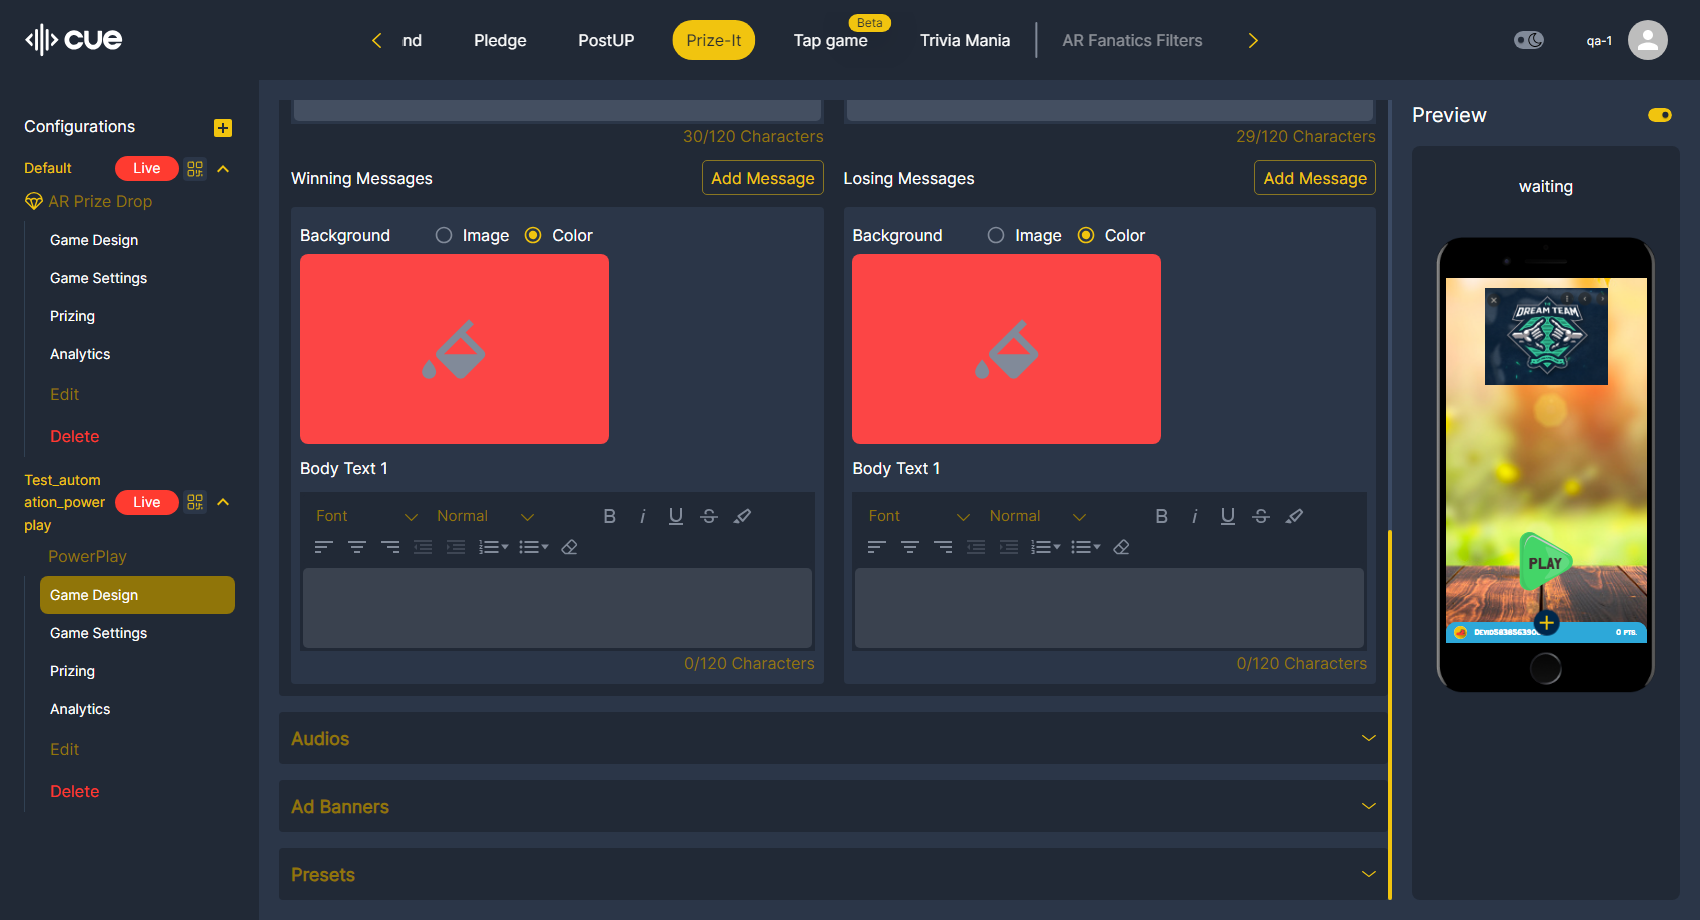 cue
nd
Pledge
PostUP
Prize-It
Beta
Tap game
Trivia Mania
AR Fanatics Filters
qa-1
Configurations
Default
Live
AR Prize Drop
Game Design
Game Settings
Prizing
Analytics
Edit
Delete
Test_autom
ation_power
play
Live
PowerPlay
Game Design
Game Settings
Prizing
Analytics
Edit
Delete
30/120 Characters
29/120 Characters
Winning Messages
Add Message
Losing Messages
Add Message
Background
Image
Color
Background
Image
Color
Body Text 1
Body Text 1
Font
Normal
Font
Normal
0/120 Characters
0/120 Characters
Audios
Ad Banners
Presets
Preview
waiting
DREAM TEAM
PLAY
0 PTS.